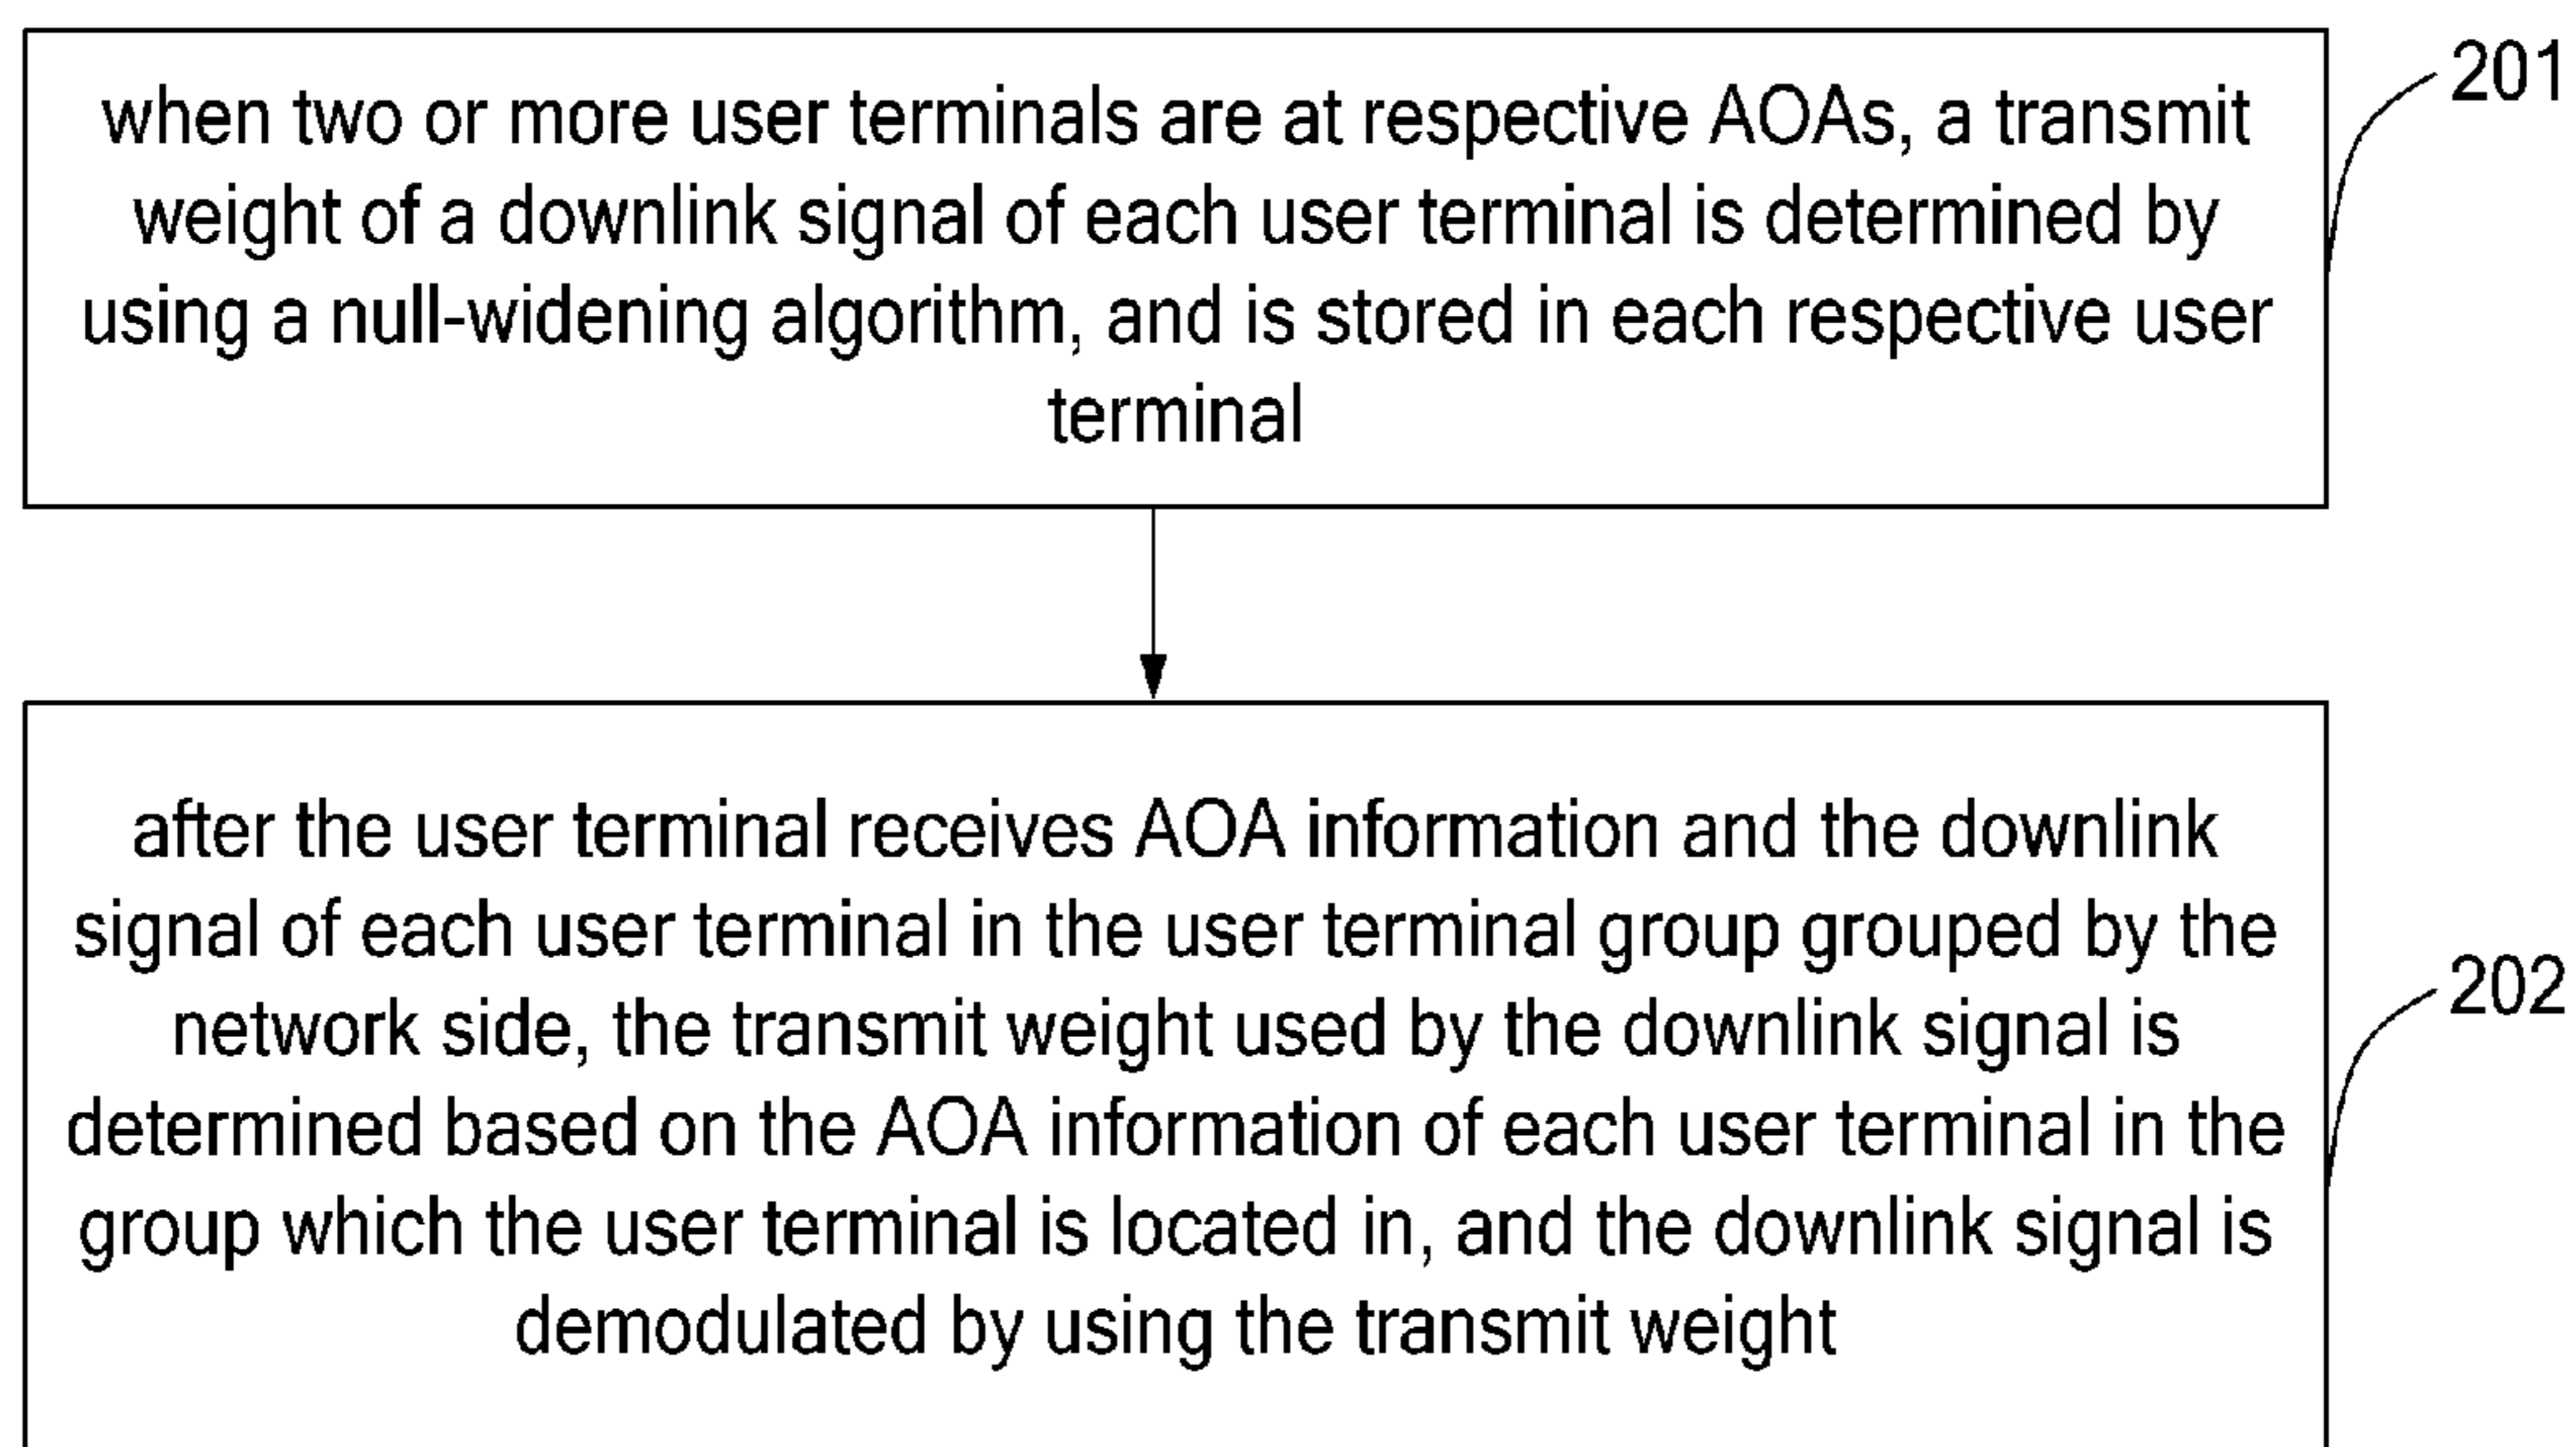 when two or more user terminals are at respective AOAs, a transmit
weight of a downlink signal of each user terminal is determined by
using a null-widening algorithm, and is stored in each respective user
terminal
201
after the user terminal receives AOA information and the downlink
signal of each user terminal in the user terminal group grouped by the
network side, the transmit weight used by the downlink signal is
determined based on the AOA information of each user terminal in the
group which the user terminal is located in, and the downlink signal is
demodulated by using the transmit weight
202